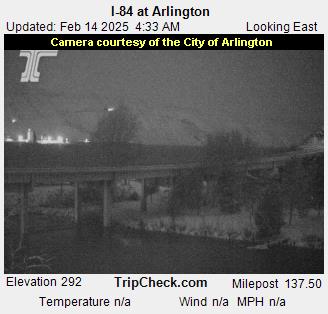 I-84 at Arlington
Updated: Feb 14 2025 4:33 AM Looking East
Camera courtesy of the City of Arlington
Elevation 292 TripCheck.com Milepost 137.50
Temperature n/a Wind n/a MPH n/a